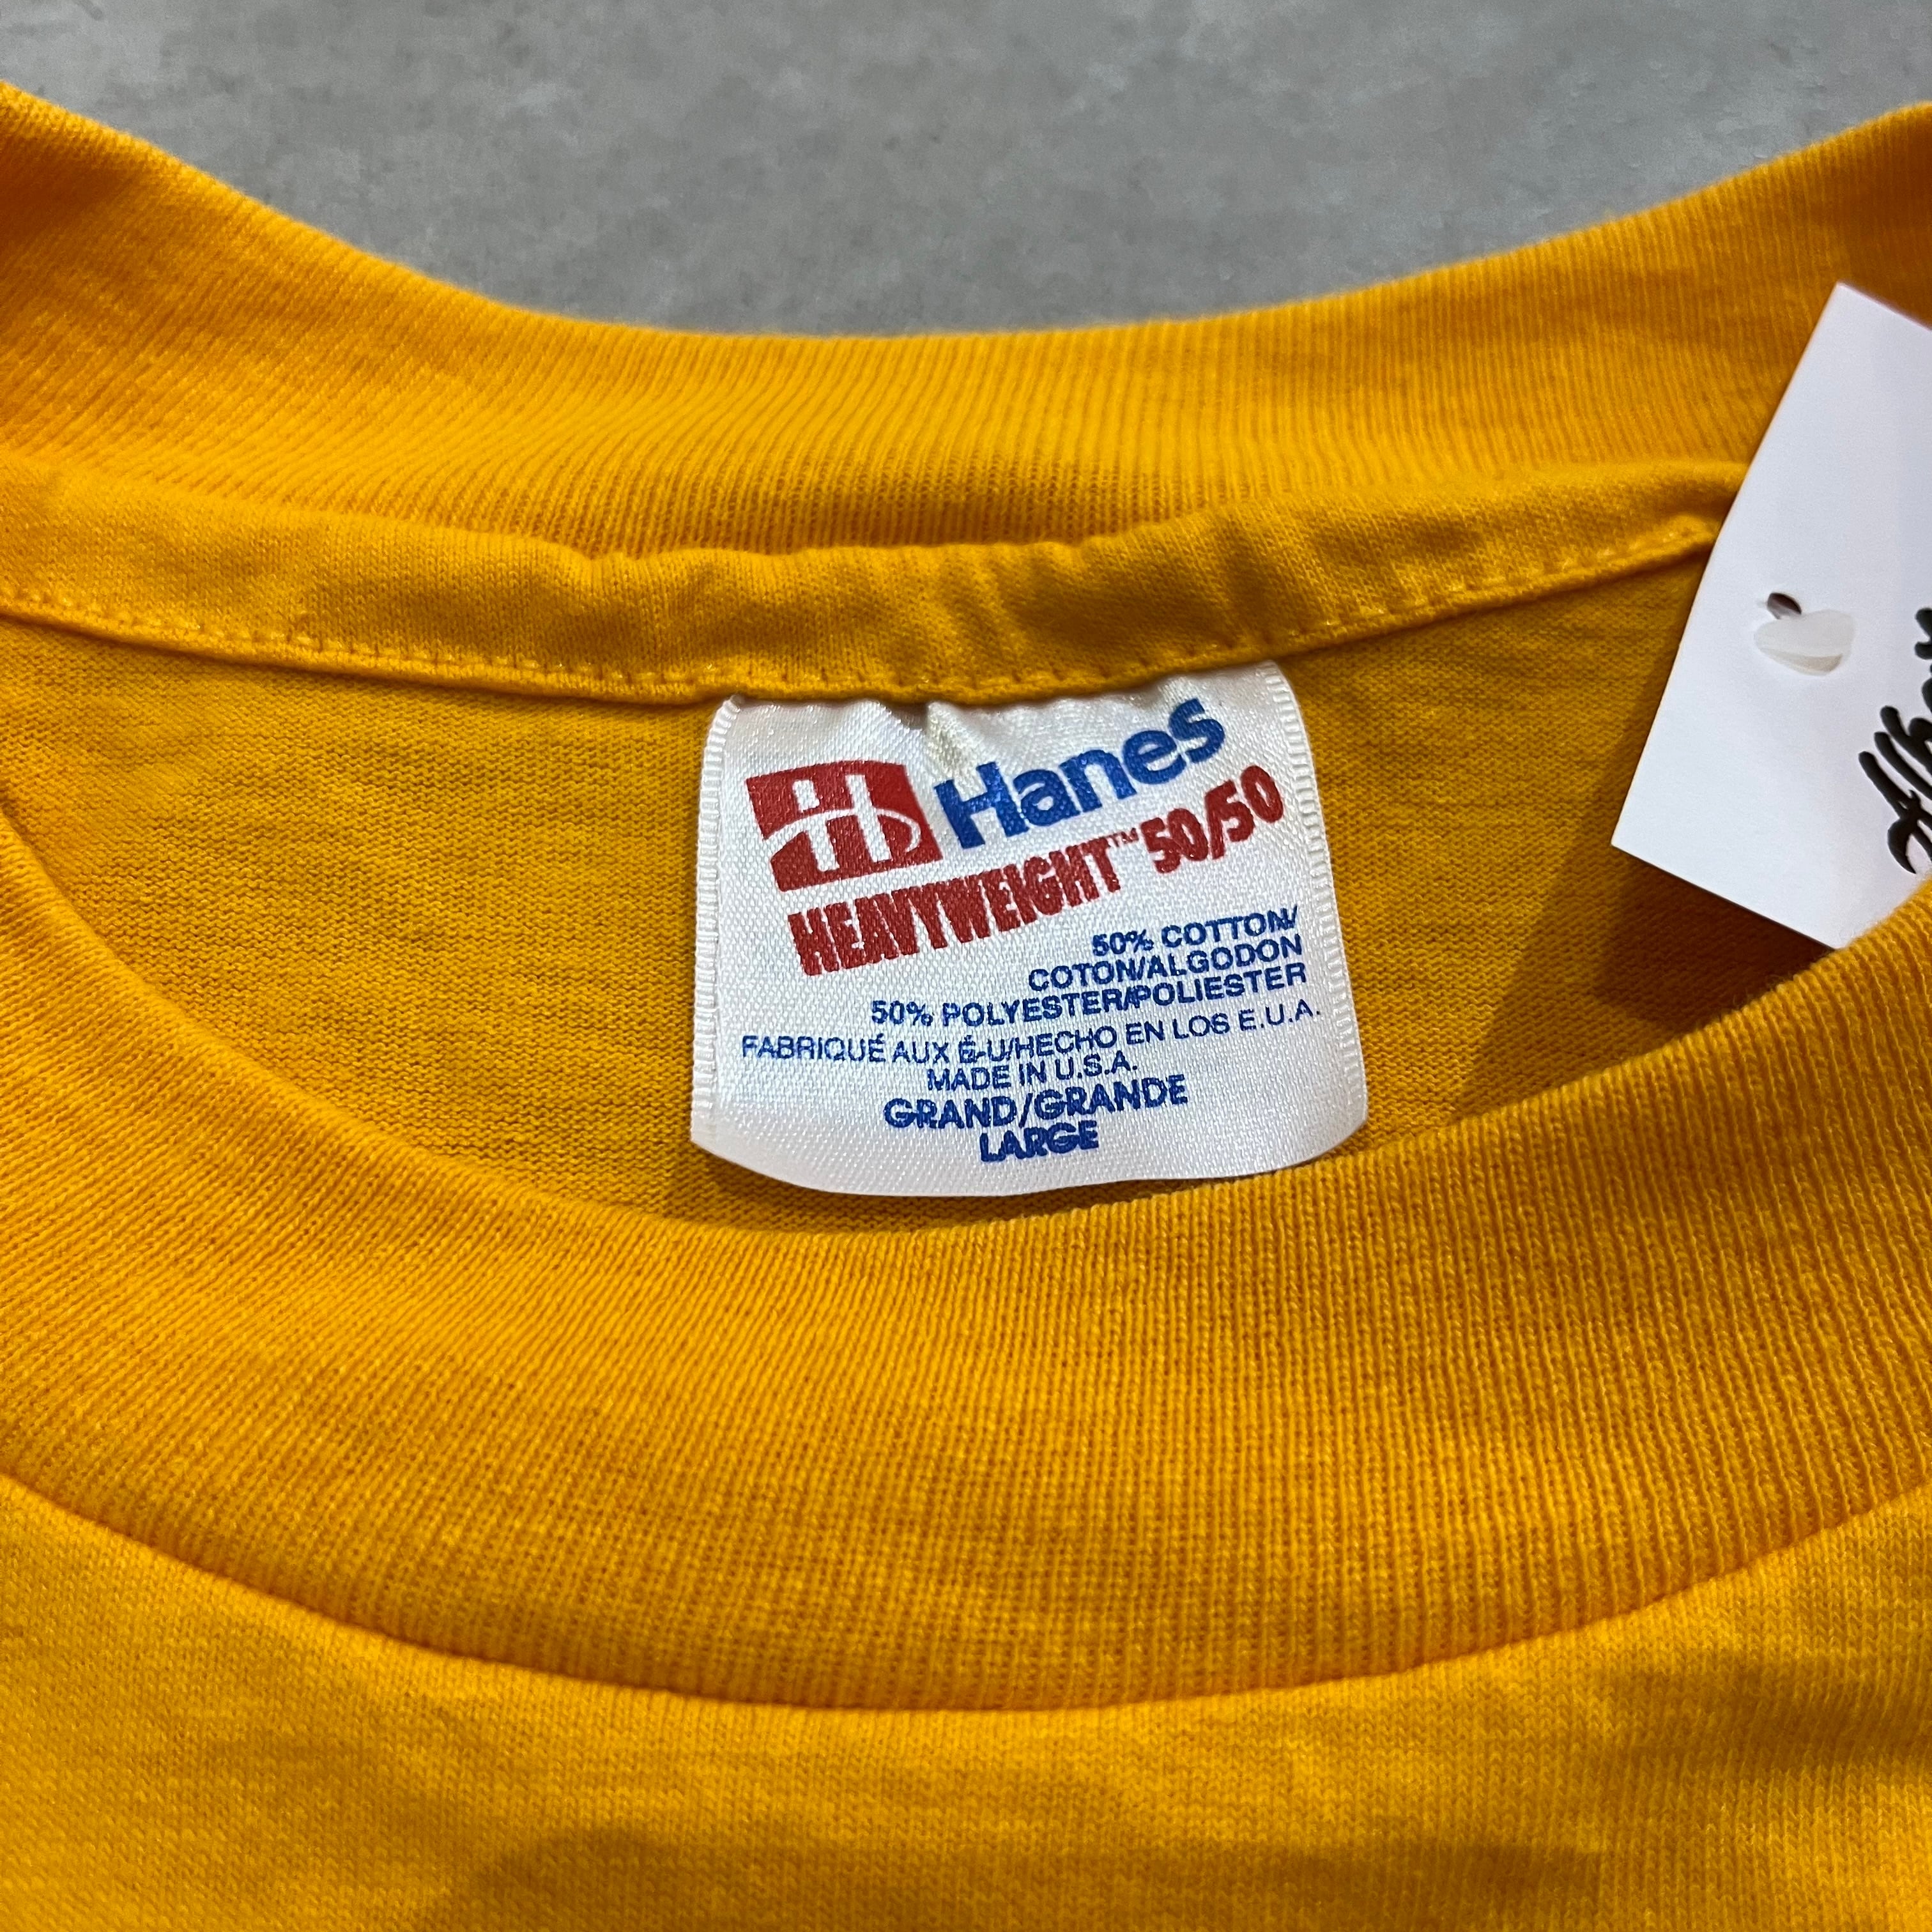 Hanes
HEAVYWEIGHT™ 50/50
50% COTTON/
COTON/ALGODON
50% POLYESTER/POLIESTER
FABRIQUÉ AUX É-U/HECHO EN LOS E.U.A.
MADE IN U.S.A.
GRAND/GRANDE
LARGE